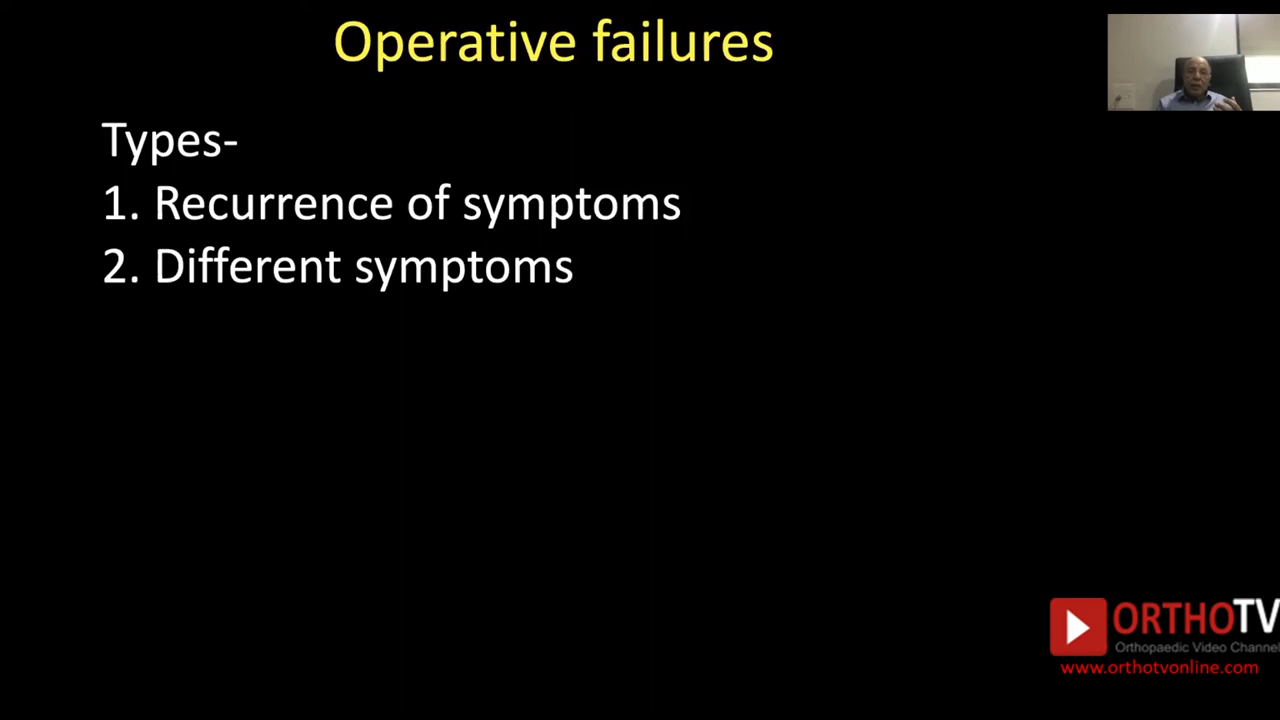 Operative failures
Types-
1. Recurrence of symptoms
2. Different symptoms
ORTHOTV
Orthopaedic Video Channel
www.orthotvonline.com